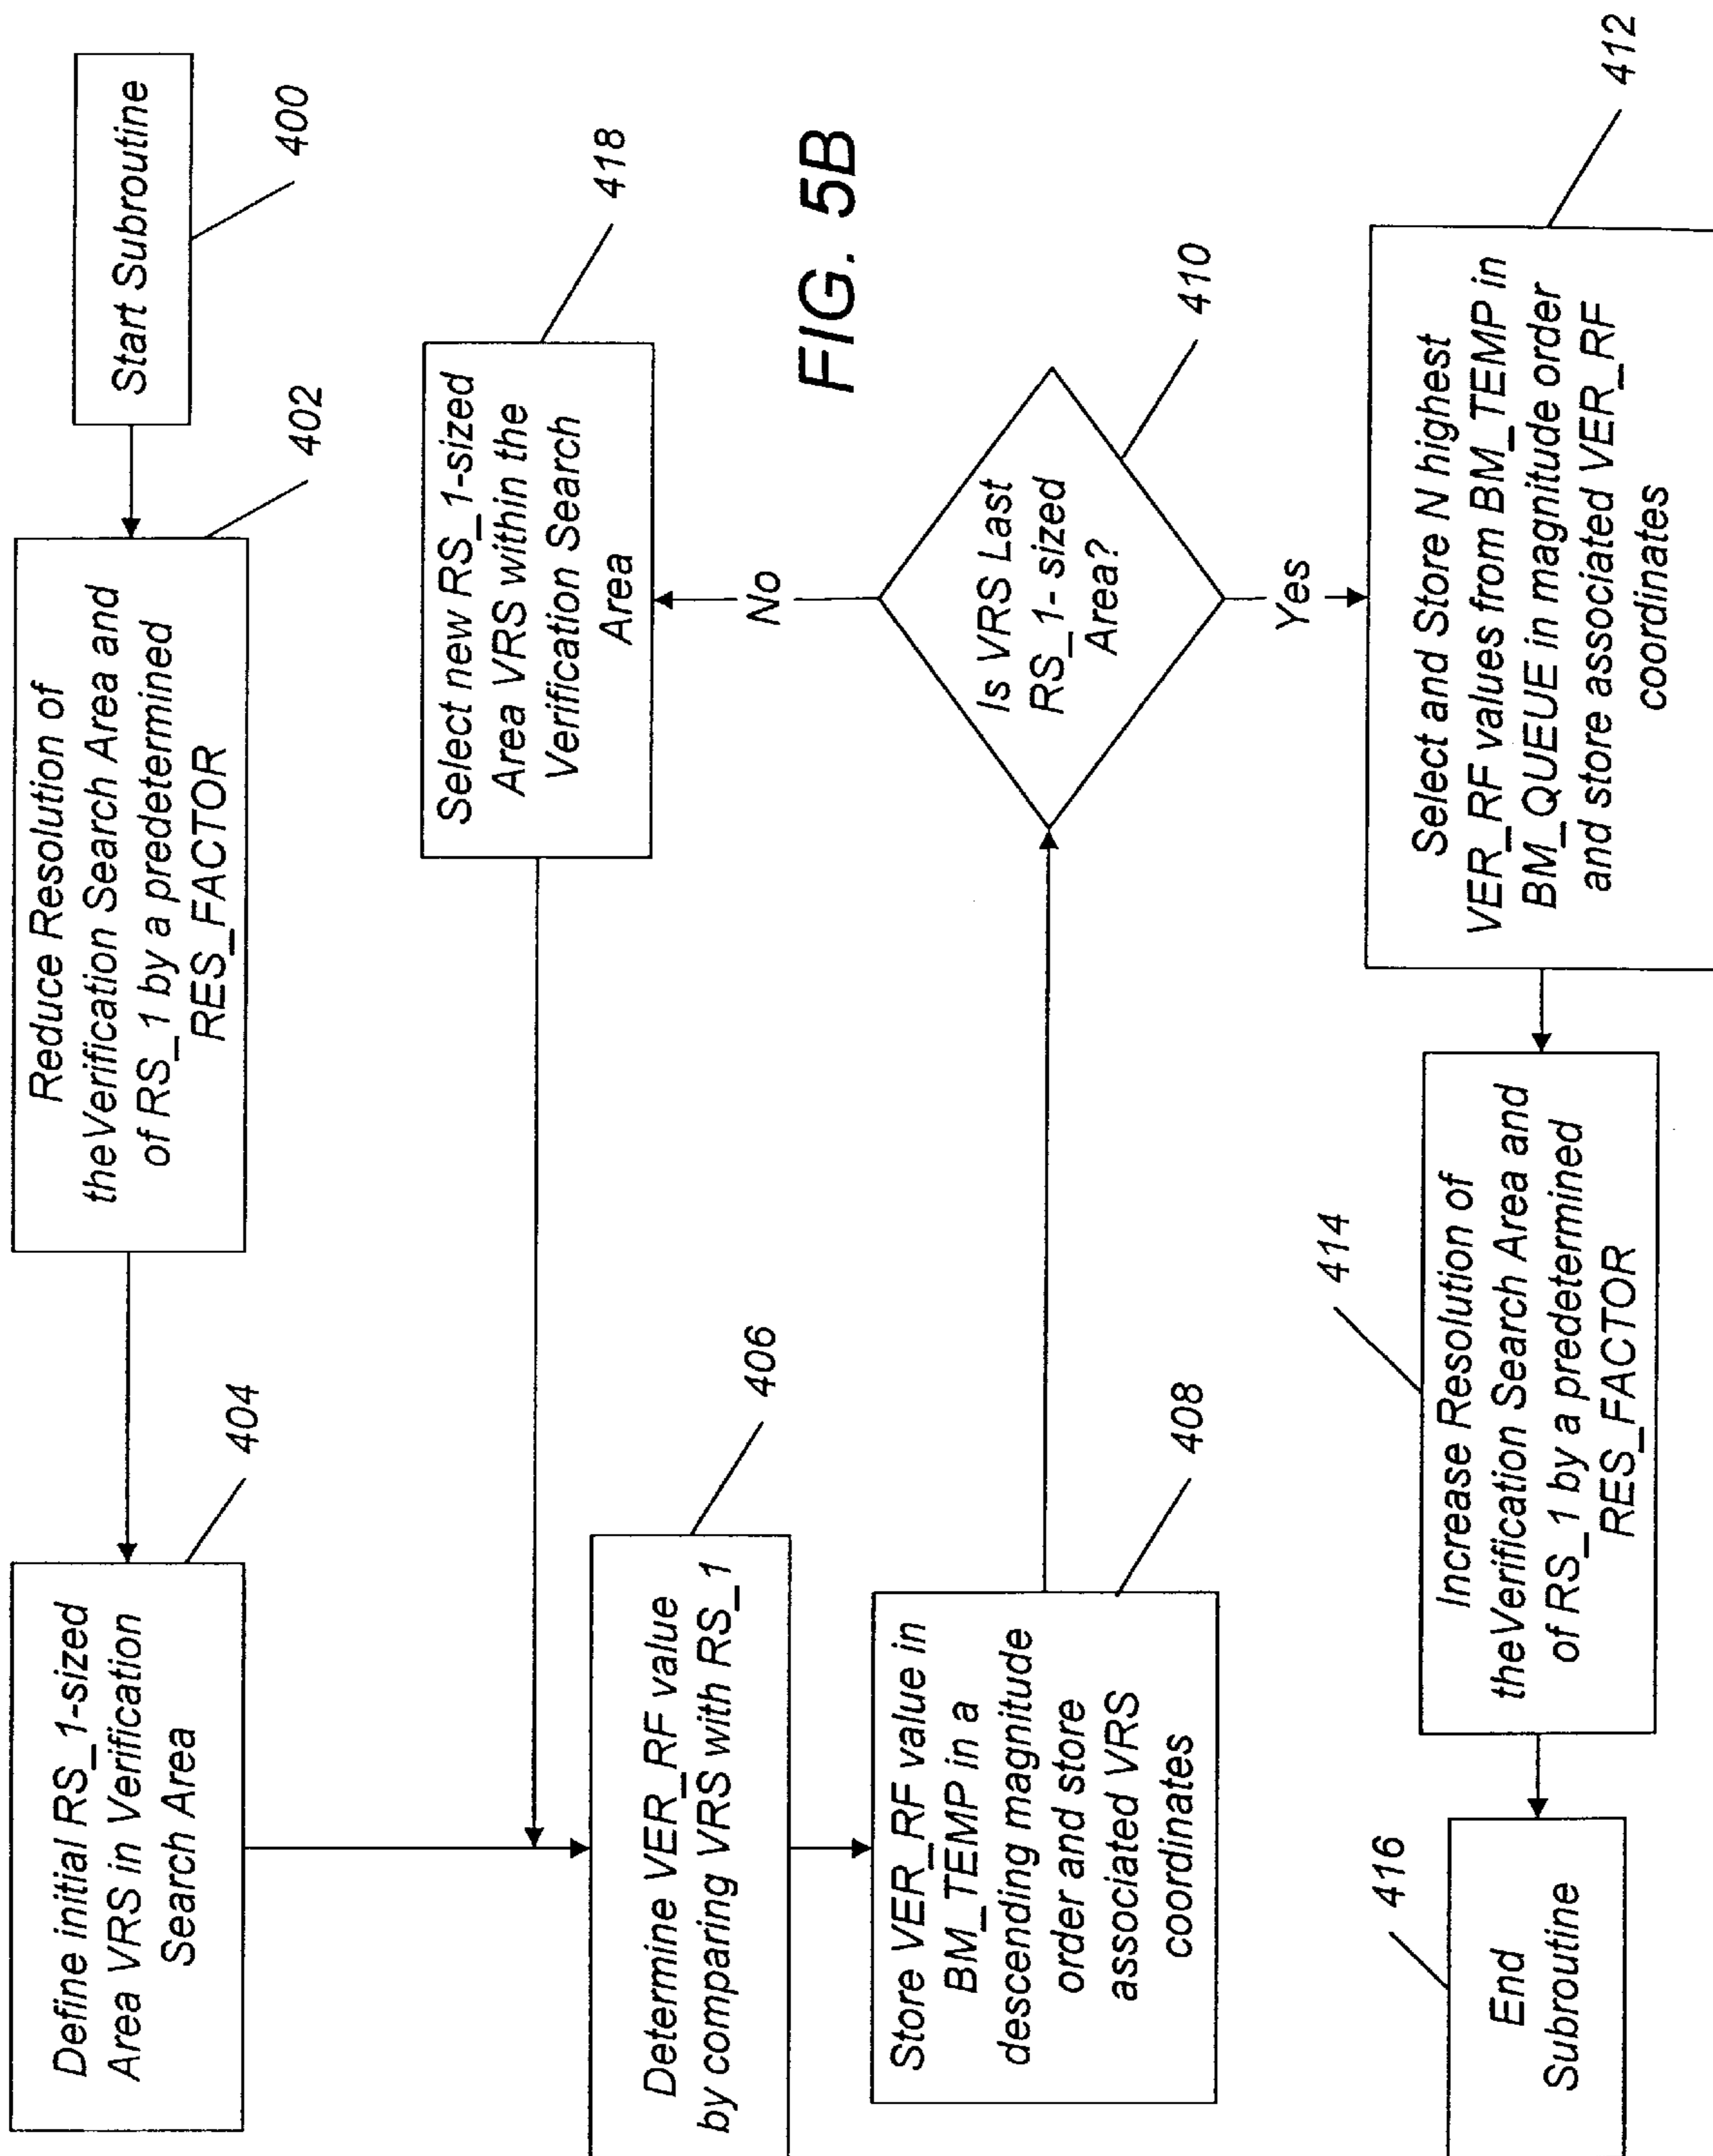 Start Subroutine
400
Reduce Resolution of
theVerification Search Area and
of RS_1 by a predetermined
RES_FACTOR
402
Define initial RS_1-sized
Area VRS in Verification
Search Area
404
Select new RS_1-sized
Area VRS within the
Verification Search
Area
418
Determine VER_RF value
by comparing VRS with RS_1
406
Store VER_RF value in
BM_TEMP in a
descending magnitude
order and store
associated VRS
coordinates
408
FIG. 5B
No
Is VRS Last
RS_1- sized
Area?
410
Yes
Select and Store N highest
VER_RF values from BM_TEMP in
BM_QUEUE in magnitude order
and store associated VER_RF
coordinates
412
Increase Resolution of
theVerification Search Area and
of RS_1 by a predetermined
RES_FACTOR
414
End
Subroutine
416